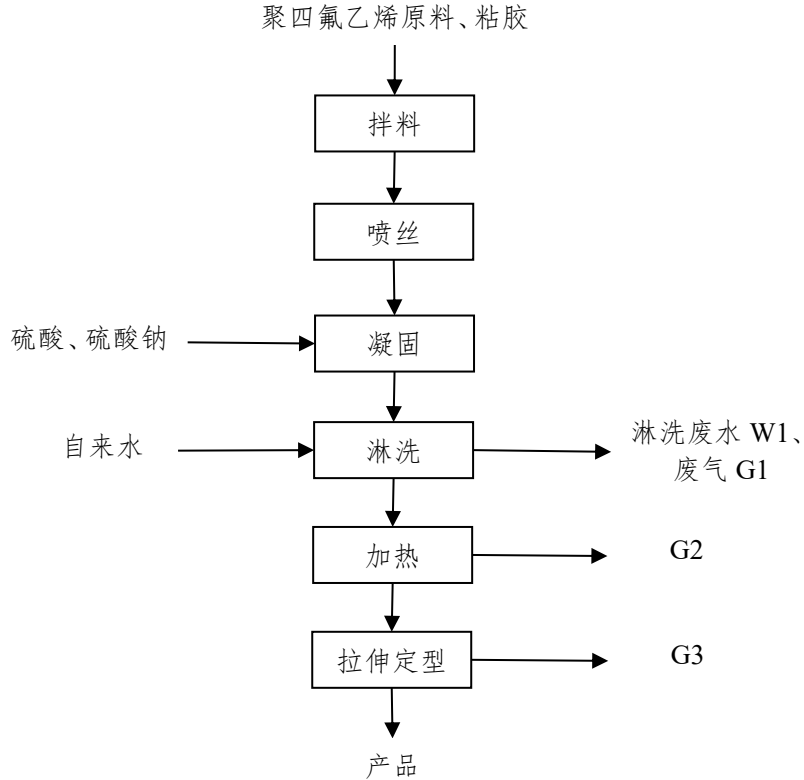 聚四氟乙烯原料、粘胶
拌料
喷丝
硫酸、硫酸钠
凝固
自来水
淋洗
淋洗废水 W1、
废气 G1
加热
G2
拉伸定型
G3
产品